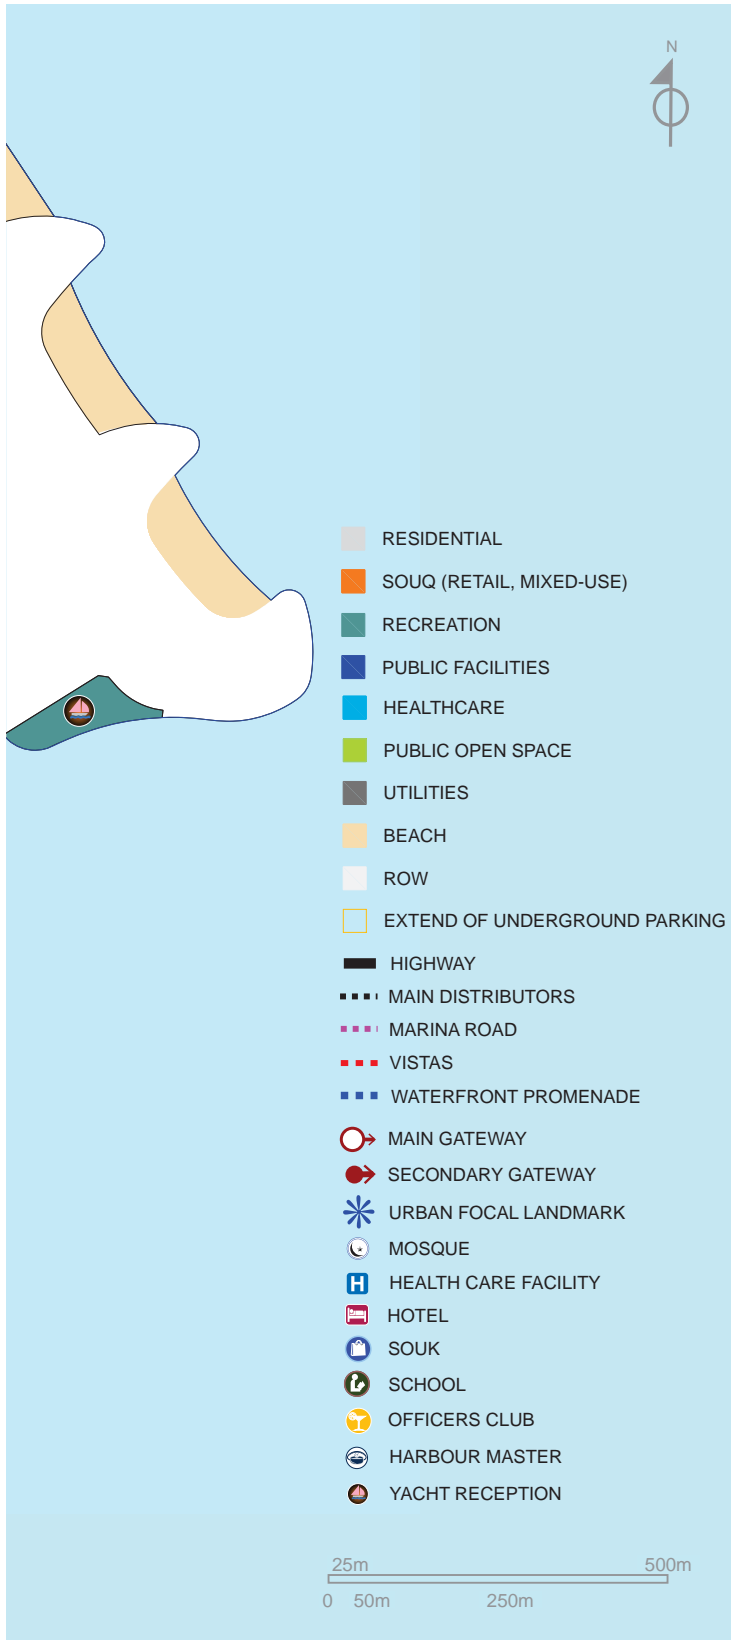 N
RESIDENTIAL
SOUQ (RETAIL, MIXED-USE)
RECREATION
PUBLIC FACILITIES
HEALTHCARE
PUBLIC OPEN SPACE
UTILITIES
BEACH
ROW
EXTEND OF UNDERGROUND PARKING
HIGHWAY
MAIN DISTRIBUTORS
MARINA ROAD
VISTAS
WATERFRONT PROMENADE
MAIN GATEWAY
SECONDARY GATEWAY
URBAN FOCAL LANDMARK
MOSQUE
H HEALTH CARE FACILITY
HOTEL
SOUK
SCHOOL
OFFICERS CLUB
HARBOUR MASTER
YACHT RECEPTION
25m 500m
0 50m 250m